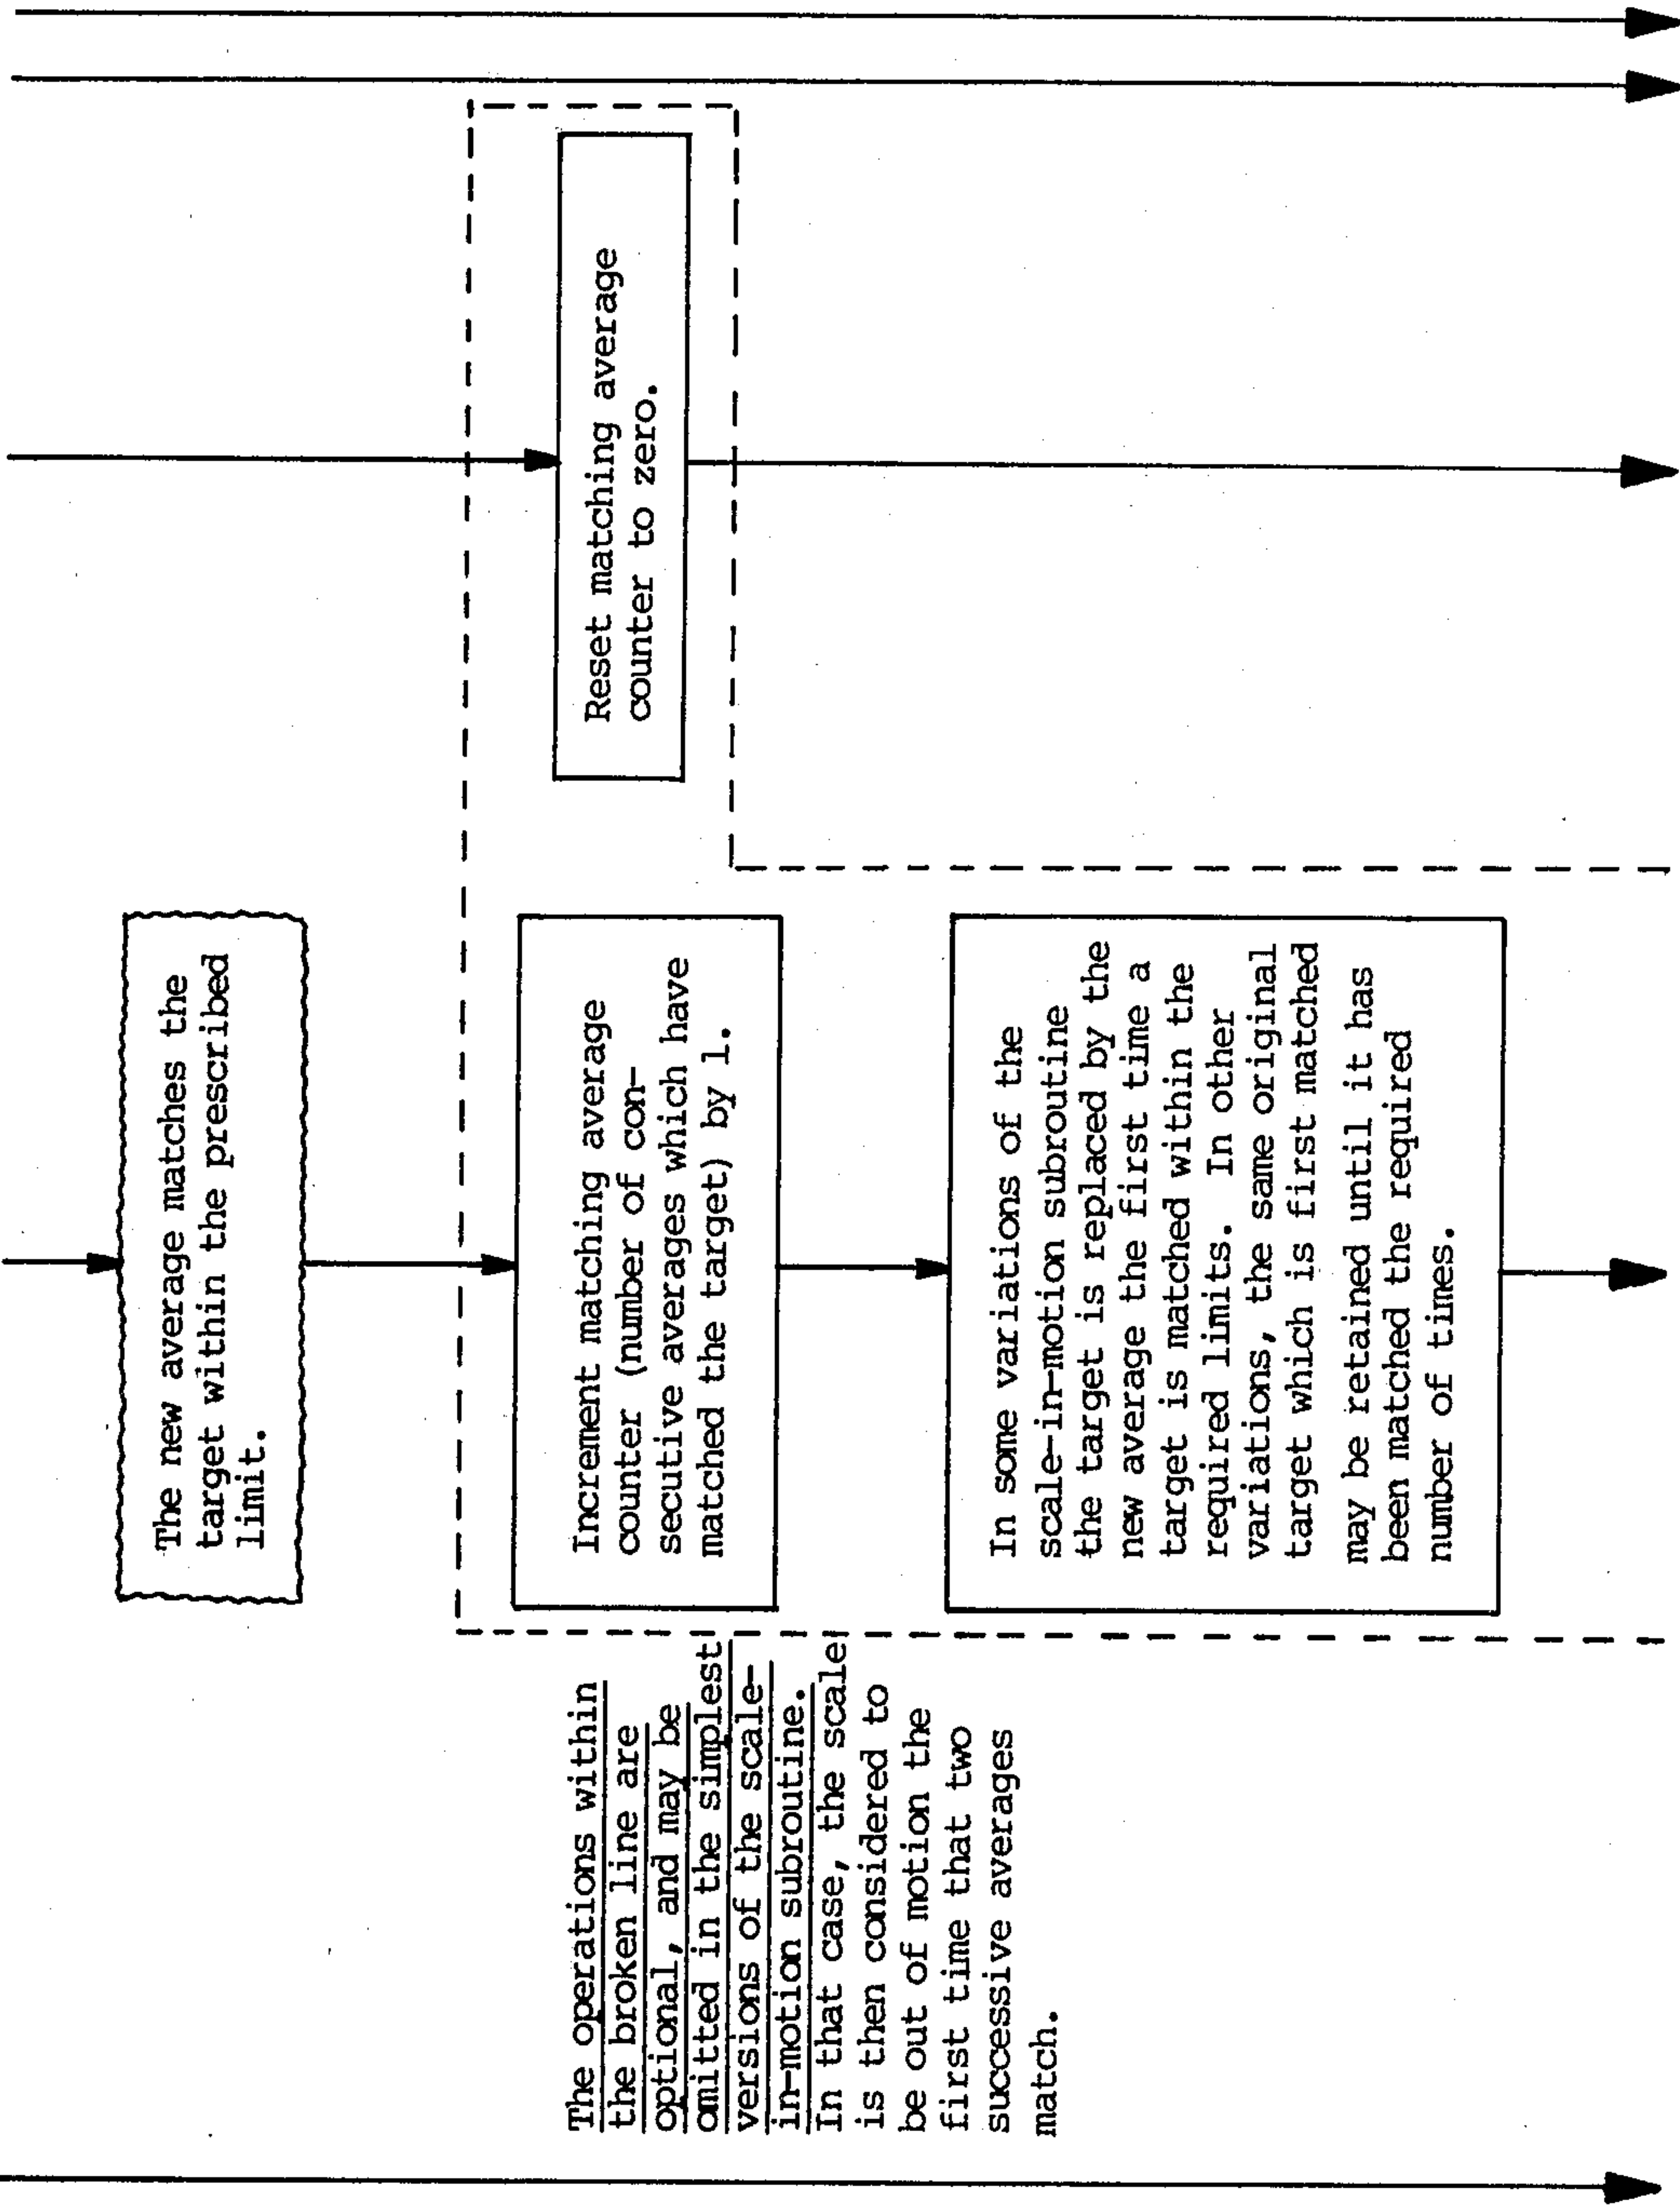 The new average matches the
target within the prescribed
limit.
Reset matching average
counter to zero.
Increment matching average
counter (number of con-
secutive averages which have
matched the target) by 1.
In some variations of the
scale-in-motion subroutine
the target is replaced by the
new average the first time a
target is matched within the
required limits. In other
variations, the same original
target which is first matched
may be retained until it has
been matched the required
number of times.
The operations within
the broken line are
optional, and may be
omitted in the simplest
versions of the scale-
in-motion subroutine.
In that case, the scale
is then considered to
be out of motion the
first time that two
successive averages
match.